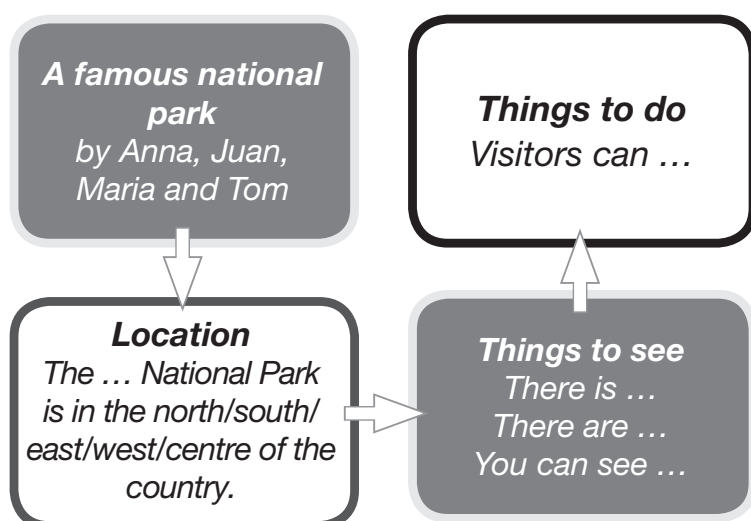 A famous national
park
by Anna, Juan,
Maria and Tom
Location
The … National Park
is in the north/south/
east/west/centre of the
country.
Things to see
There is …
There are …
You can see …
Things to do
Visitors can …